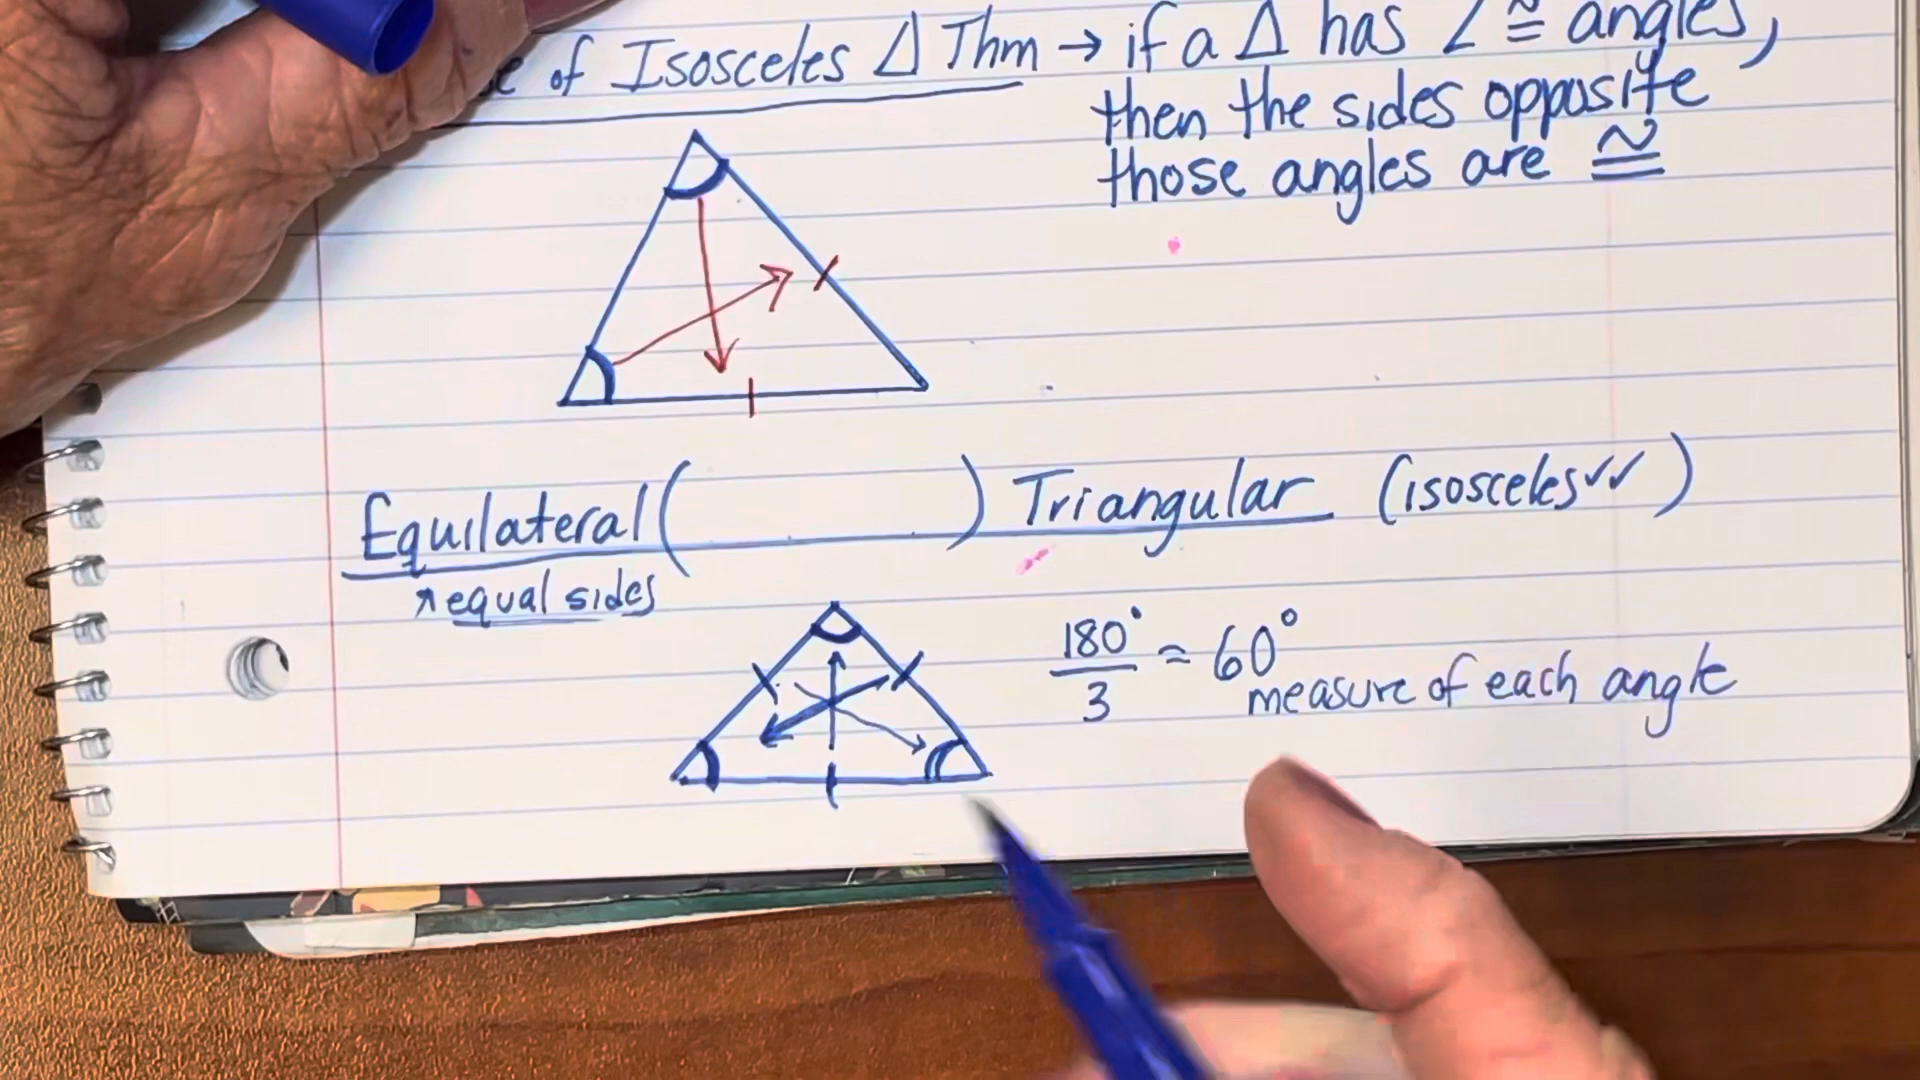 of Isosceles Δ Thm → if a Δ has 2 ≅ angles,
then the sides opposite
those angles are ≅
Equilateral ( ) Triangular (isosceles✓✓)
↗ equal sides
180°/3 = 60°
measure of each angle